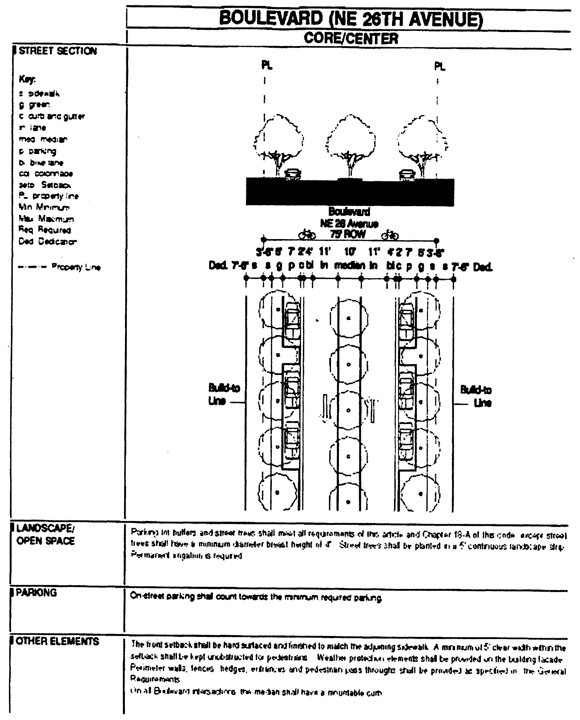 BOULEVARD (NE 26TH AVENUE)
CORE/CENTER
STREET SECTION
Key:
s sidewalk
g green
c curb and gutter
ln lane
med median
p parking
bl bike lane
col colonnade
setb Setback
PL property line
Min Minimum
Max Maximum
Req Required
Ded Dedication
Property Line
PL PL
Boulevard
NE 26 Avenue
75' ROW
3'-6" 6' 7' 2' 4' 11' 10' 11' 4' 2' 7' 6' 3'-6"
Ded. 7'-6" s s g p c bl ln median ln bl c p g s s 7'-6" Ded.
Build-to
Line
Build-to
Line
LANDSCAPE/
OPEN SPACE
Parking lot buffers and street trees shall meet all requirements of this article and Chapter 18-A of this code, except street
trees shall have a minimum diameter breast height of 4". Street trees shall be planted in a 5' continuous landscape strip.
Permanent irrigation is required.
PARKING
On-street parking shall count towards the minimum required parking.
OTHER ELEMENTS
The front setback shall be hard surfaced and finished to match the adjoining sidewalk. A minimum of 5' clear width within the
setback shall be kept unobstructed for pedestrians. Weather protection elements shall be provided on the building facade.
Perimeter walls, fences, hedges, entrances and pedestrian pass throughs shall be provided as specified in the General
Requirements.
On all Boulevard intersections, the median shall have a mountable curb.